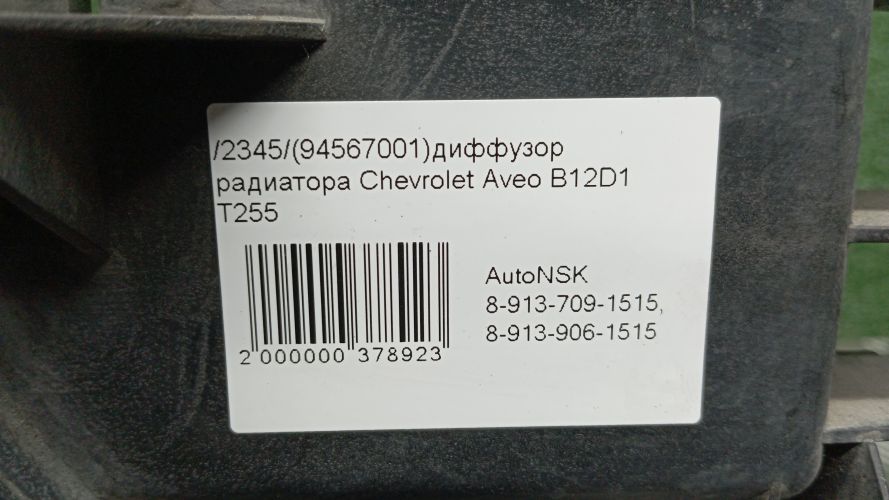 /2345/(94567001)диффузор
радиатора Chevrolet Aveo B12D1
T255
AutoNSK
8-913-709-1515,
8-913-906-1515
2 000000 378923